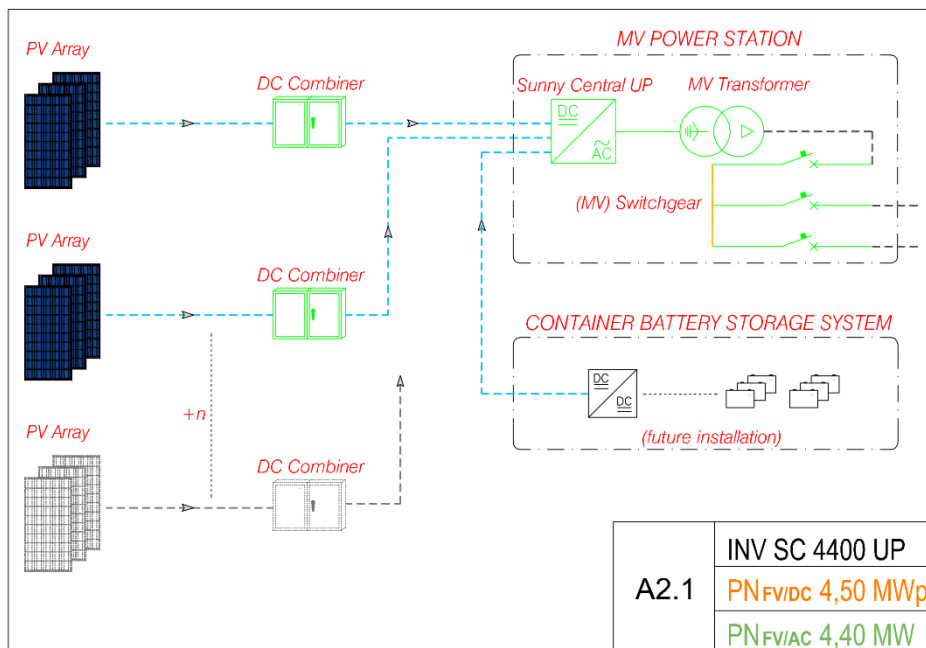 MV POWER STATION
PV Array
DC Combiner
Sunny Central UP
MV Transformer
DC
AC
(MV) Switchgear
PV Array
DC Combiner
CONTAINER BATTERY STORAGE SYSTEM
DC
DC
+n
(future installation)
PV Array
DC Combiner
A2.1
INV SC 4400 UP
PNFV/DC 4,50 MWp
PNFV/AC 4,40 MW